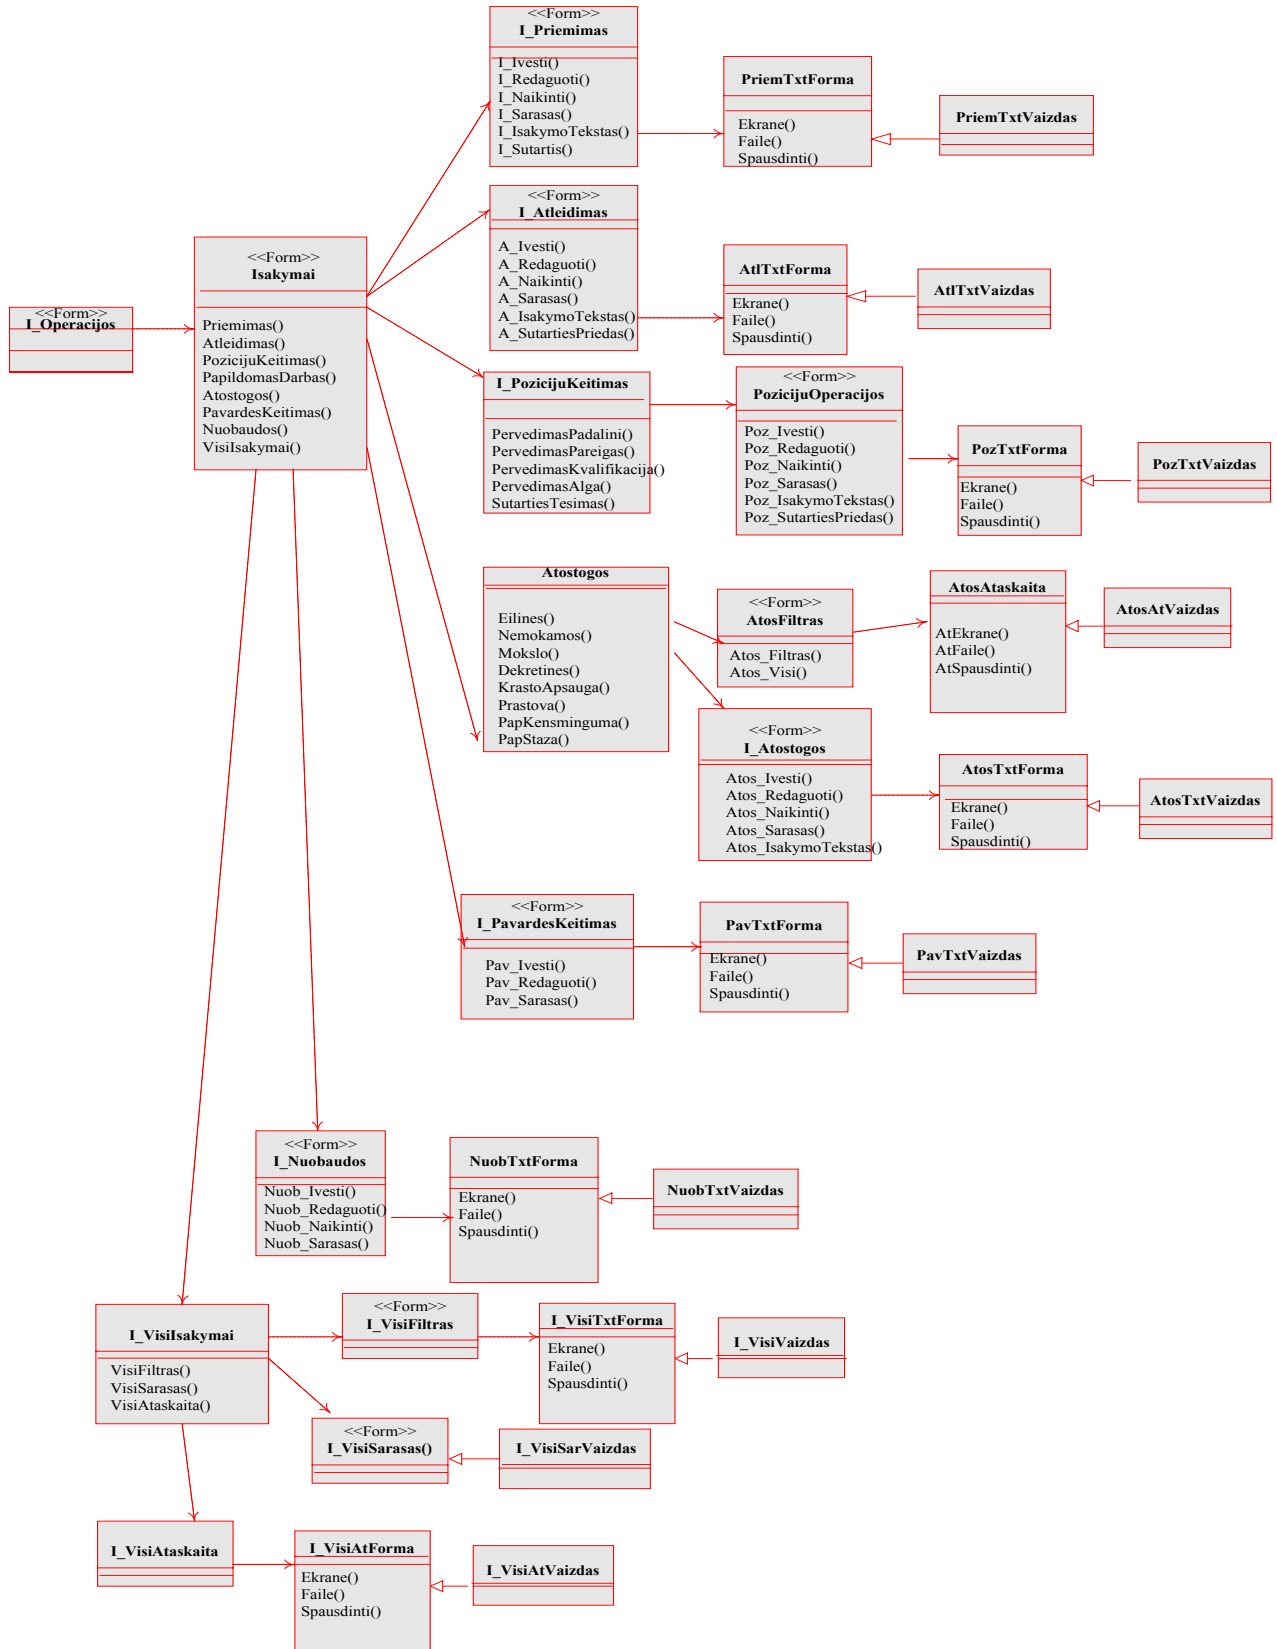 <<Form>>
I_Priemimas
I_Ivesti()
I_Redaguoti()
I_Naikinti()
I_Sarasas()
I_IsakymoTekstas()
I_Sutartis()
PriemTxtForma
Ekrane()
Faile()
Spausdinti()
PriemTxtVaizdas
<<Form>>
I_Atleidimas
A_Ivesti()
A_Redaguoti()
A_Naikinti()
A_Sarasas()
A_IsakymoTekstas()
A_SutartiesPriedas()
AtlTxtForma
Ekrane()
Faile()
Spausdinti()
AtlTxtVaizdas
<<Form>>
I_Operacijos
<<Form>>
Isakymai
Priemimas()
Atleidimas()
PozicijuKeitimas()
PapildomasDarbas()
Atostogos()
PavardesKeitimas()
Nuobaudos()
VisiIsakymai()
I_PozicijuKeitimas
PervedimasPadalini()
PervedimasPareigas()
PervedimasKvalifikacija()
PervedimasAlga()
SutartiesTesimas()
<<Form>>
PozicijuOperacijos
Poz_Ivesti()
Poz_Redaguoti()
Poz_Naikinti()
Poz_Sarasas()
Poz_IsakymoTekstas()
Poz_SutartiesPriedas()
PozTxtForma
Ekrane()
Faile()
Spausdinti()
PozTxtVaizdas
Atostogos
Eilines()
Nemokamos()
Mokslo()
Dekretines()
KrastoApsauga()
Prastova()
PapKensminguma()
PapStaza()
<<Form>>
AtosFiltras
Atos_Filtras()
Atos_Visi()
AtosAtaskaita
AtEkrane()
AtFaile()
AtSpausdinti()
AtosAtVaizdas
<<Form>>
I_Atostogos
Atos_Ivesti()
Atos_Redaguoti()
Atos_Naikinti()
Atos_Sarasas()
Atos_IsakymoTekstas()
AtosTxtForma
Ekrane()
Faile()
Spausdinti()
AtosTxtVaizdas
<<Form>>
I_PavardesKeitimas
Pav_Ivesti()
Pav_Redaguoti()
Pav_Sarasas()
PavTxtForma
Ekrane()
Faile()
Spausdinti()
PavTxtVaizdas
<<Form>>
I_Nuobaudos
Nuob_Ivesti()
Nuob_Redaguoti()
Nuob_Naikinti()
Nuob_Sarasas()
NuobTxtForma
Ekrane()
Faile()
Spausdinti()
NuobTxtVaizdas
I_VisiIsakymai
VisiFiltras()
VisiSarasas()
VisiAtaskaita()
<<Form>>
I_VisiFiltras
I_VisiTxtForma
Ekrane()
Faile()
Spausdinti()
I_VisiVaizdas
<<Form>>
I_VisiSarasas()
I_VisiSarVaizdas
I_VisiAtaskaita
I_VisiAtForma
Ekrane()
Faile()
Spausdinti()
I_VisiAtVaizdas